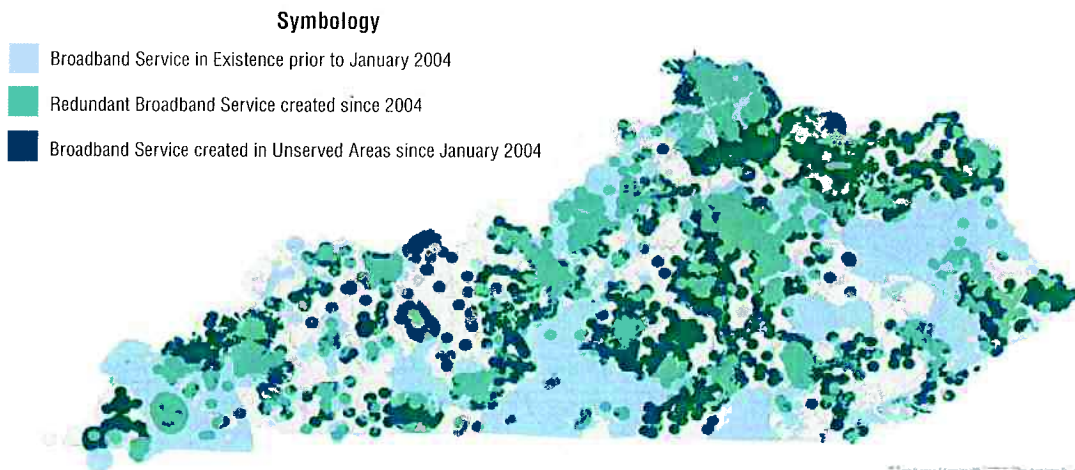 Symbology
Broadband Service in Existence prior to January 2004
Redundant Broadband Service created since 2004
Broadband Service created in Unserved Areas since January 2004